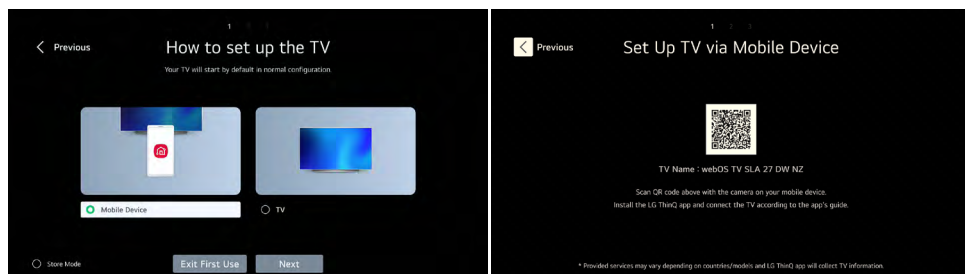 1
Previous
How to set up the TV
Your TV will start by default in normal configuration.
Mobile Device
TV
Store Mode
Exit First Use
Next
1 2 3
Previous
Set Up TV via Mobile Device
TV Name : webOS TV SLA 27 DW NZ
Scan QR code above with the camera on your mobile device.
Install the LG ThinQ app and connect the TV according to the app's guide.
* Provided services may vary depending on countries/models and LG ThinQ app will collect TV information.